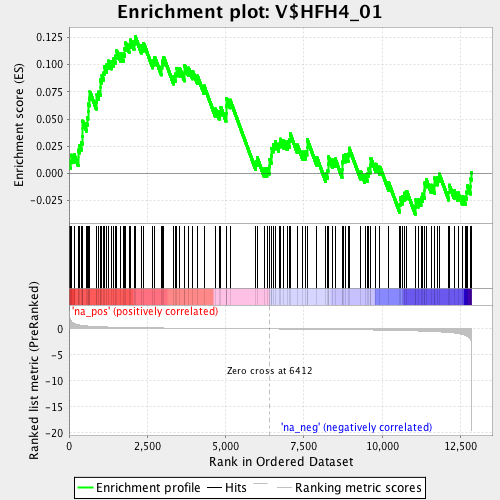 Enrichment plot: V$HFH4_01
Enrichment score (ES)
0.125
0.100
0.075
0.050
0.025
0.000
-0.025
'na_pos' (positively correlated)
Ranked list metric (PreRanked)
0
-5
-10
-15
-20
Zero cross at 6412
'na_neg' (negatively correlated)
0
2,500
5,000
7,500
10,000
12,500
Rank in Ordered Dataset
Enrichment profile
Hits
Ranking metric scores